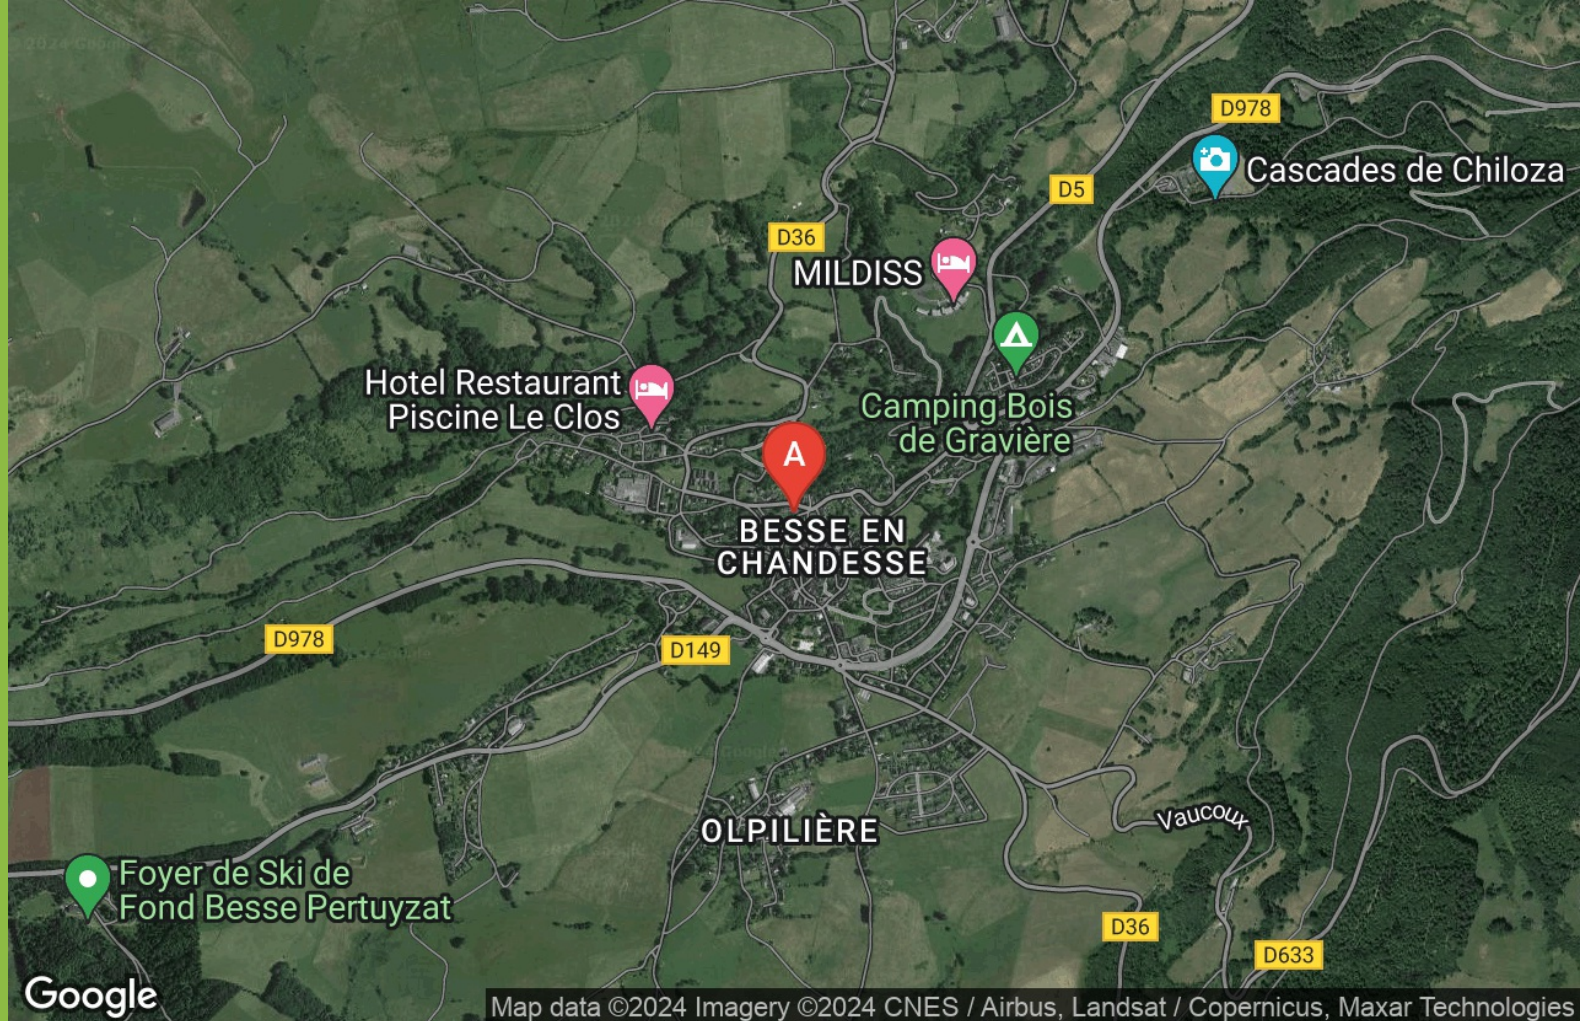 D978
Cascades de Chiloza
D5
D36
MILDISS
Hotel Restaurant
Piscine Le Clos
Camping Bois
de Gravière
A
BESSE EN
CHANDESSE
D978
D149
OLPILIÈRE
Vaucoux
Foyer de Ski de
Fond Besse Pertuyzat
D36
D633
Google
Map data ©2024 Imagery ©2024 CNES / Airbus, Landsat / Copernicus, Maxar Technologies